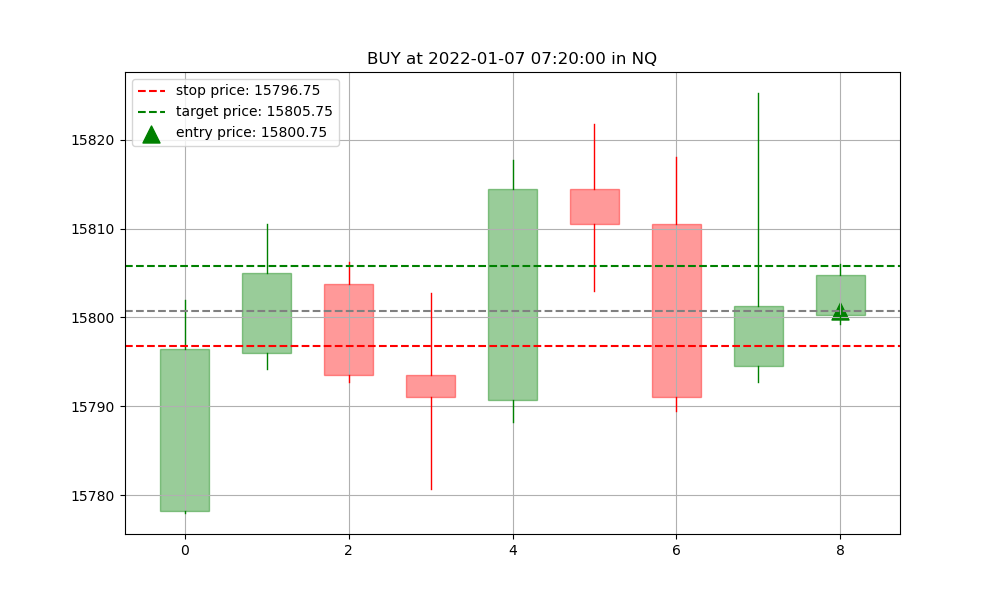 BUY at 2022-01-07 07:20:00 in NQ
stop price: 15796.75
target price: 15805.75
entry price: 15800.75
15820
15810
15800
15790
15780
0 2 4 6 8